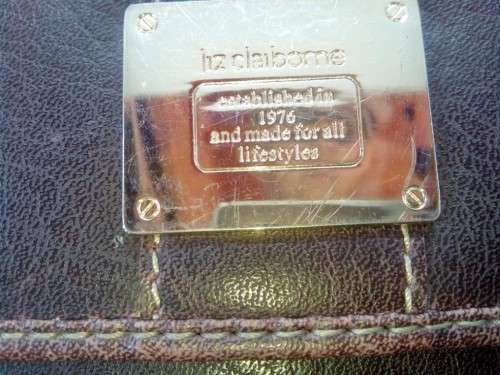 liz claiborne
established in
1976
and made for all
lifestyles